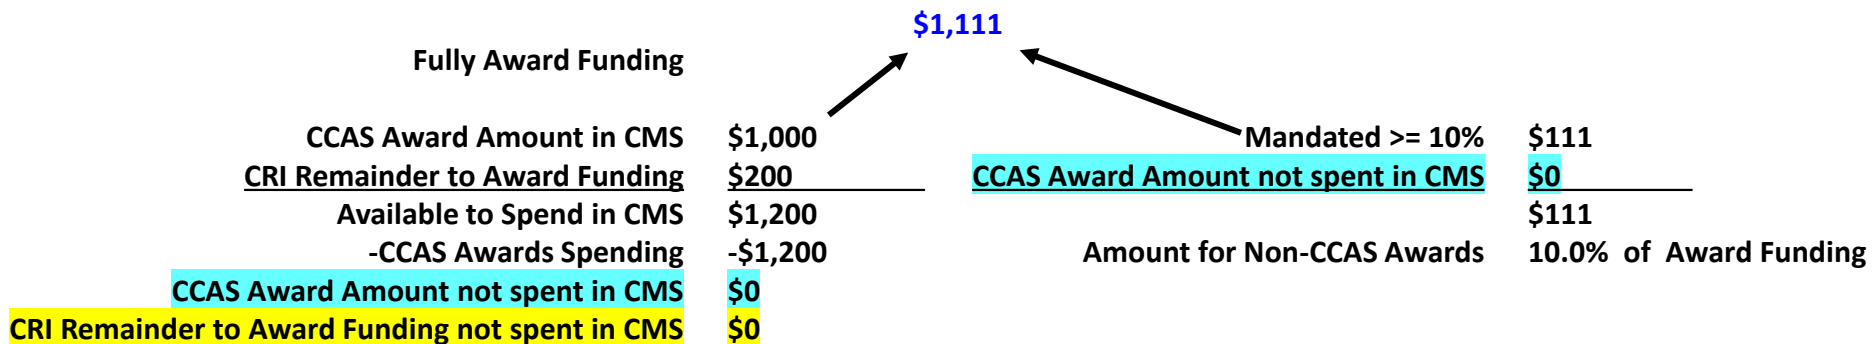 $1,111
Fully Award Funding
CCAS Award Amount in CMS $1,000 Mandated >= 10% $111
CRI Remainder to Award Funding $200 CCAS Award Amount not spent in CMS $0
Available to Spend in CMS $1,200 $111
-CCAS Awards Spending -$1,200 Amount for Non-CCAS Awards 10.0% of Award Funding
CCAS Award Amount not spent in CMS $0
CRI Remainder to Award Funding not spent in CMS $0